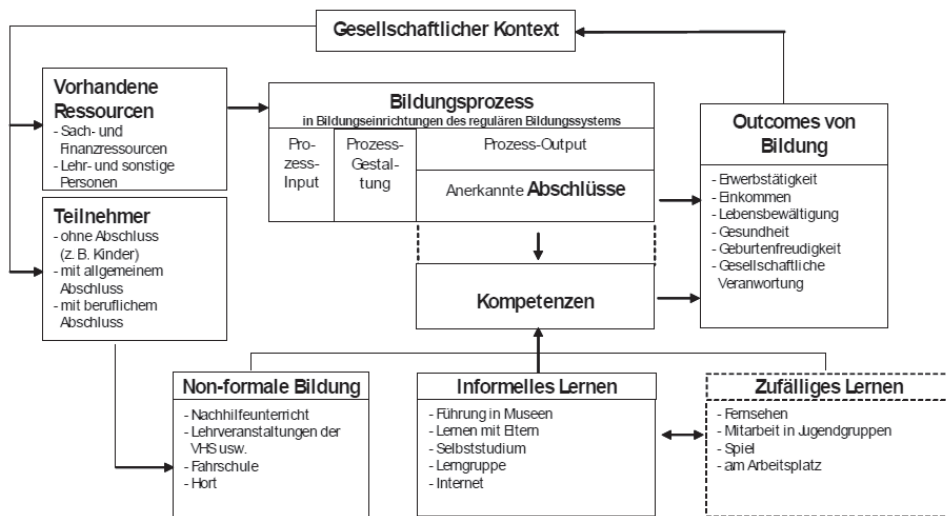 Gesellschaftlicher Kontext
Vorhandene
Ressourcen
- Sach- und
Finanzressourcen
- Lehr- und sonstige
Personen
Teilnehmer
- ohne Abschluss
(z. B. Kinder)
- mit allgemeinem
Abschluss
- mit beruflichem
Abschluss
Bildungsprozess
in Bildungseinrichtungen des regulären Bildungssystems
Pro-
zess-
Input
Prozess-
Gestal-
tung
Prozess-Output
Anerkannte Abschlüsse
Kompetenzen
Outcomes von
Bildung
- Erwerbstätigkeit
- Einkommen
- Lebensbewältigung
- Gesundheit
- Geburtenfreudigkeit
- Gesellschaftliche
Veranwortung
Non-formale Bildung
- Nachhilfeunterricht
- Lehrveranstaltungen der
VHS usw.
- Fahrschule
- Hort
Informelles Lernen
- Führung in Museen
- Lernen mit Eltern
- Selbststudium
- Lerngruppe
- Internet
Zufälliges Lernen
- Fernsehen
- Mitarbeit in Jugendgruppen
- Spiel
- am Arbeitsplatz